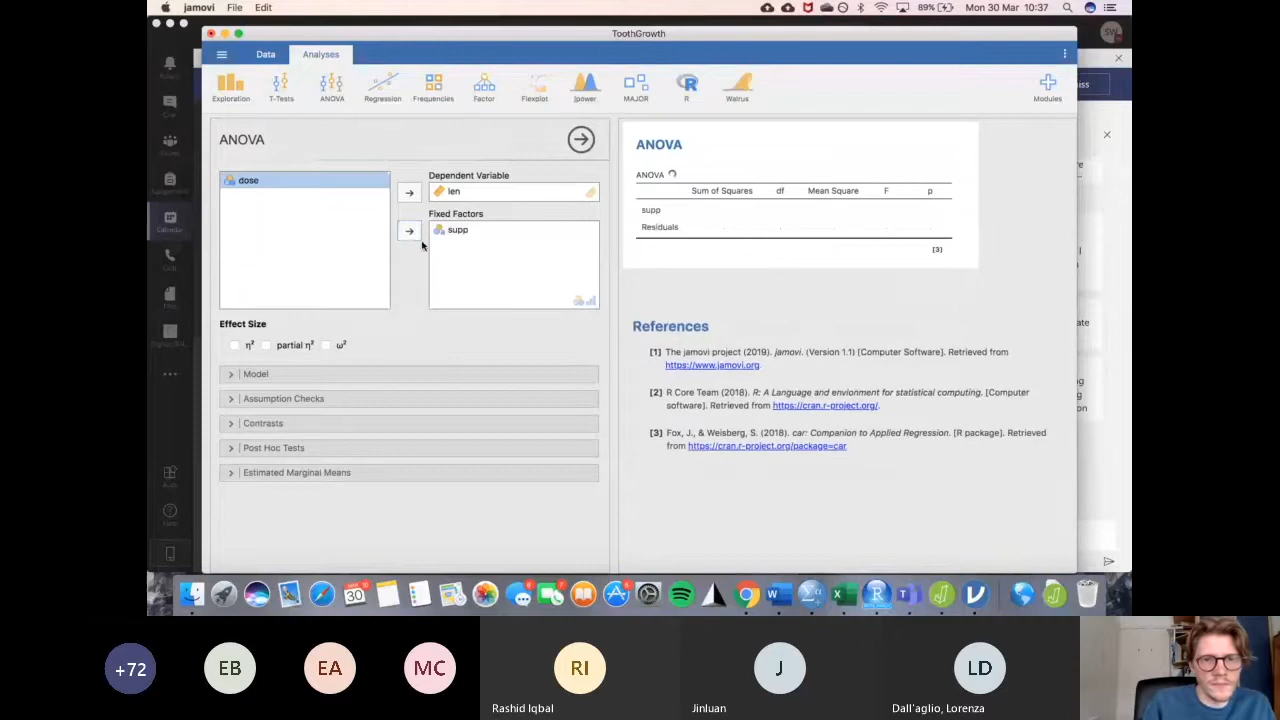 jamovi File Edit 89% Mon 30 Mar 10:37
ToothGrowth
Data Analyses
Exploration T-Tests ANOVA Regression Frequencies Factor Flexplot jpower MAJOR R Walrus Modules
SW
ANOVA
dose
Dependent Variable
len
Fixed Factors
supp
Effect Size
η² partial η² ω²
Model
Assumption Checks
Contrasts
Post Hoc Tests
Estimated Marginal Means
ANOVA
ANOVA
Sum of Squares df Mean Square F p
supp
Residuals
[3]
References
[1] The jamovi project (2019). jamovi. (Version 1.1) [Computer Software]. Retrieved from
https://www.jamovi.org.
[2] R Core Team (2018). R: A Language and envionment for statistical computing. [Computer
software]. Retrieved from https://cran.r-project.org/.
[3] Fox, J., & Weisberg, S. (2018). car: Companion to Applied Regression. [R package]. Retrieved
from https://cran.r-project.org/package=car
Calendar
+72 EB EA MC RI J LD
Rashid Iqbal Jinluan Dall'aglio, Lorenza